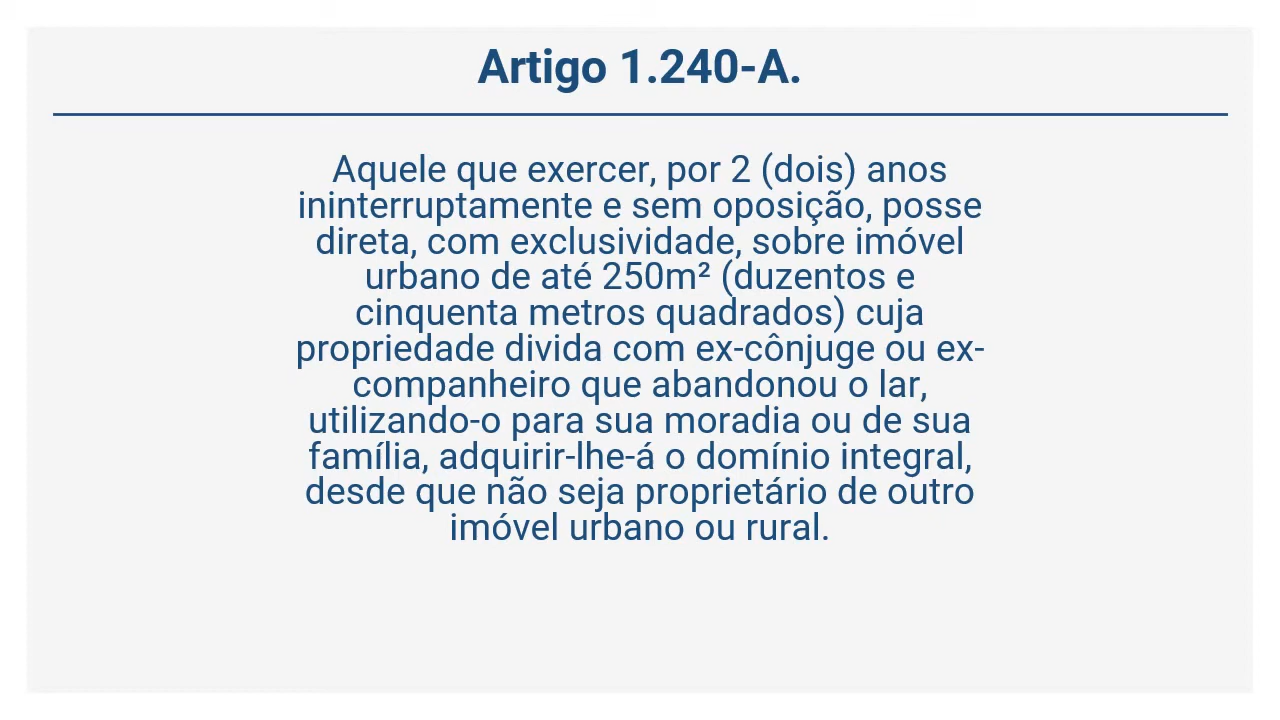 Artigo 1.240-A.
Aquele que exercer, por 2 (dois) anos
ininterruptamente e sem oposição, posse
direta, com exclusividade, sobre imóvel
urbano de até 250m² (duzentos e
cinquenta metros quadrados) cuja
propriedade divida com ex-cônjuge ou ex-
companheiro que abandonou o lar,
utilizando-o para sua moradia ou de sua
família, adquirir-lhe-á o domínio integral,
desde que não seja proprietário de outro
imóvel urbano ou rural.